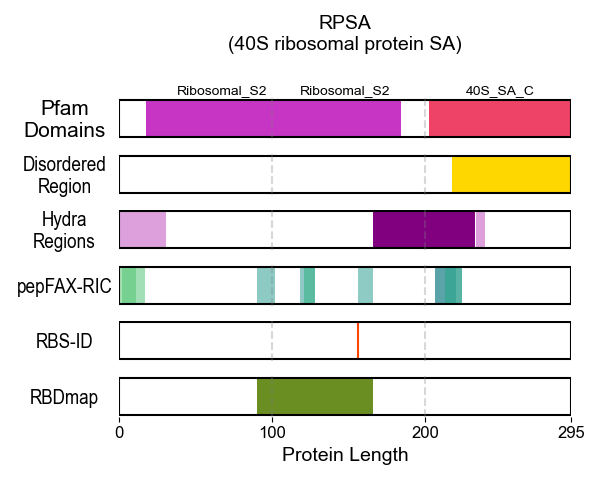 RPSA
(40S ribosomal protein SA)
Ribosomal_S2 Ribosomal_S2 40S_SA_C
Pfam
Domains
Disordered
Region
Hydra
Regions
pepFAX-RIC
RBS-ID
RBDmap
0 100 200 295
Protein Length